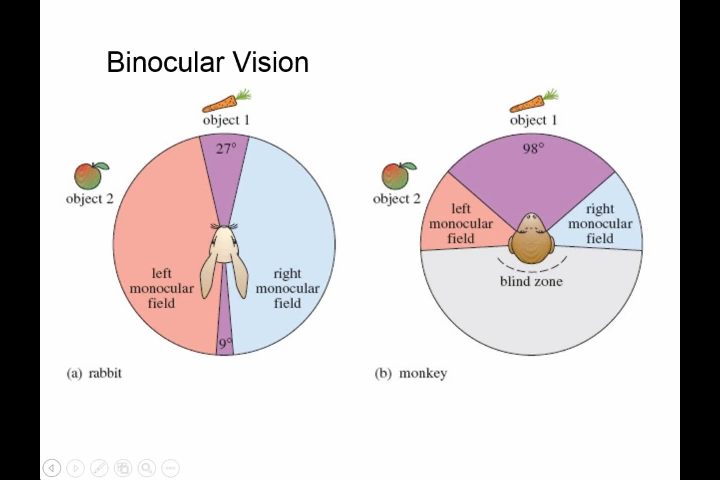 Binocular Vision
object 1
27°
object 2
left
monocular
field
right
monocular
field
9°
(a) rabbit
object 1
98°
object 2
left
monocular
field
right
monocular
field
blind zone
(b) monkey